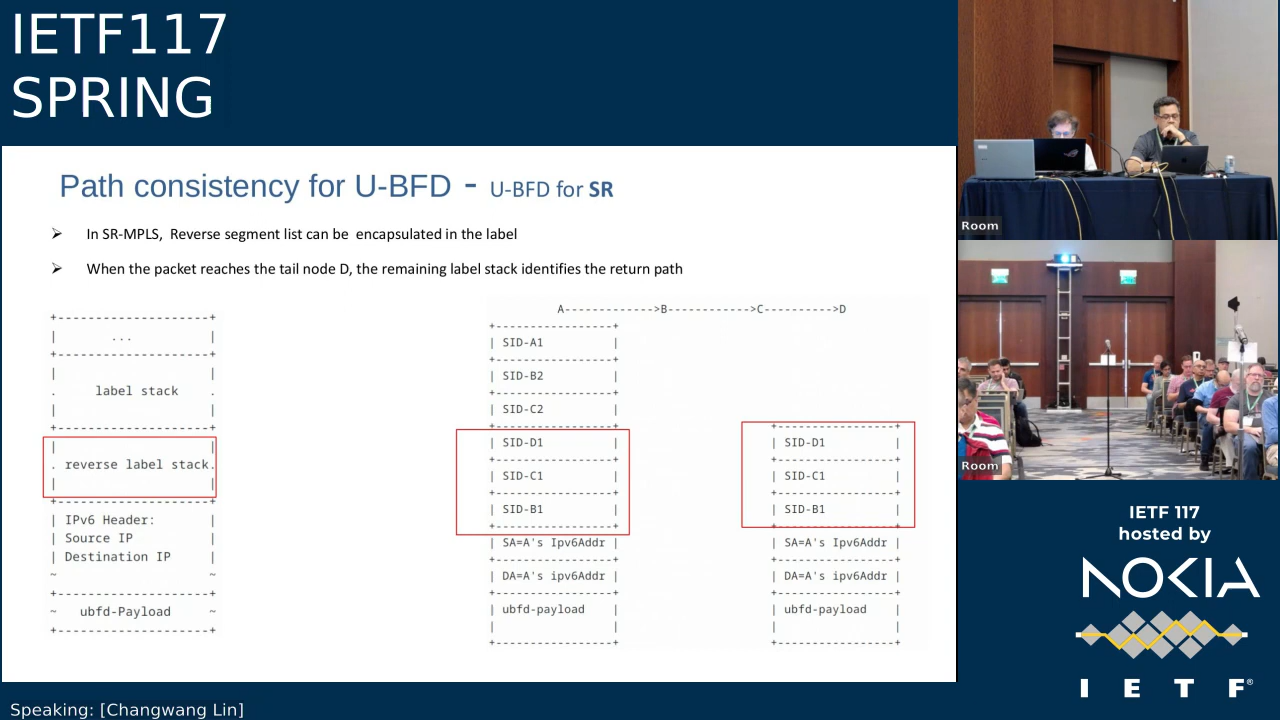 IETF117
SPRING
Path consistency for U-BFD - U-BFD for SR
➢ In SR-MPLS, Reverse segment list can be encapsulated in the label
➢ When the packet reaches the tail node D, the remaining label stack identifies the return path
+-----------------+
| ... |
+-----------------+
| |
. label stack .
| |
+-----------------+
| |
. reverse label stack.
| |
+-----------------+
| IPv6 Header: |
| Source IP |
| Destination IP |
~ ~
+-----------------+
~ ubfd-Payload ~
+-----------------+
A------------>B----------->C---------->D
+-----------------+
| SID-A1 |
+-----------------+
| SID-B2 |
+-----------------+
| SID-C2 |
+-----------------+
| SID-D1 |
+-----------------+
| SID-C1 |
+-----------------+
| SID-B1 |
+-----------------+
| SA=A's Ipv6Addr |
+-----------------+
| DA=A's ipv6Addr |
+-----------------+
| ubfd-payload |
| |
+-----------------+
+-----------------+
| SID-D1 |
+-----------------+
| SID-C1 |
+-----------------+
| SID-B1 |
+-----------------+
| SA=A's Ipv6Addr |
+-----------------+
| DA=A's ipv6Addr |
+-----------------+
| ubfd-payload |
| |
+-----------------+
Room
Room
IETF 117
hosted by
NOKIA
I E T F®
Speaking: [Changwang Lin]